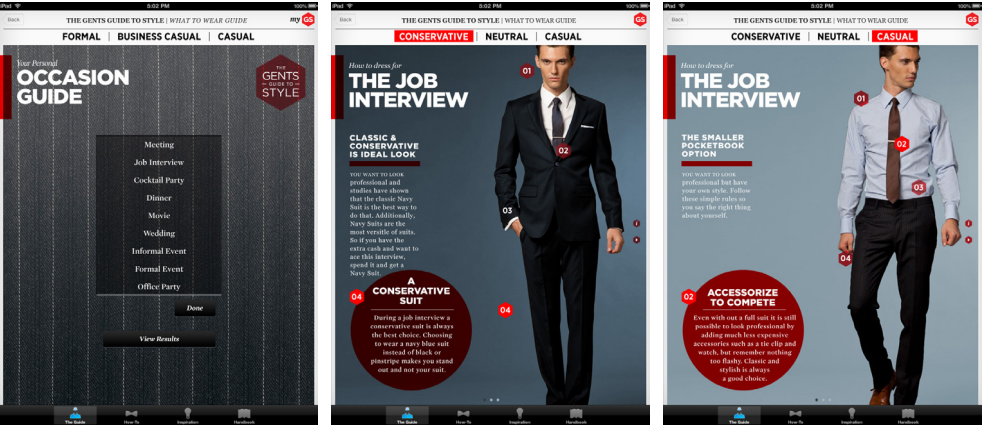 iPad 5:02 PM 100%
Back THE GENTS GUIDE TO STYLE | WHAT TO WEAR GUIDE my GS
FORMAL | BUSINESS CASUAL | CASUAL
Your Personal
OCCASION
GUIDE
THE
GENTS
GUIDE TO
STYLE
Meeting
Job Interview
Cocktail Party
Dinner
Movie
Wedding
Informal Event
Formal Event
Office Party
Done
View Results
The Guide How-To Inspiration Handbook
iPad 5:02 PM 100%
Back THE GENTS GUIDE TO STYLE | WHAT TO WEAR GUIDE GS
CONSERVATIVE | NEUTRAL | CASUAL
How to dress for
THE JOB
INTERVIEW
01
CLASSIC &
CONSERVATIVE
IS IDEAL LOOK
02
YOU WANT TO LOOK
professional and
studies have shown
that the classic Navy
Suit is the best way to
do that. Additionally,
Navy Suits are the
most versitle of suits.
So if you have the
extra cash and want to
are this interview,
spend it and get a
Navy Suit.
03
04
04
A
CONSERVATIVE
SUIT
During a job interview a
conservative suit is always
the best choice. Choosing
to wear a navy blue suit
instead of black or
pinstripe makes you stand
out and not your suit.
The Guide How-To Inspiration Handbook
iPad 5:02 PM 100%
Back THE GENTS GUIDE TO STYLE | WHAT TO WEAR GUIDE GS
CONSERVATIVE | NEUTRAL | CASUAL
How to dress for
THE JOB
INTERVIEW
01
THE SMALLER
POCKETBOOK
OPTION
02
YOU WANT TO LOOK
professional but have
your own style. Follow
these simple rules so
you say the right thing
about yourself.
03
04
02
ACCESSORIZE
TO COMPETE
Even with out a full suit it is still
possible to look professional by
adding much less expensive
accessories such as a tie clip and
watch, but remember nothing
too flashy. Classic and
stylish is always
a good choice.
The Guide How-To Inspiration Handbook